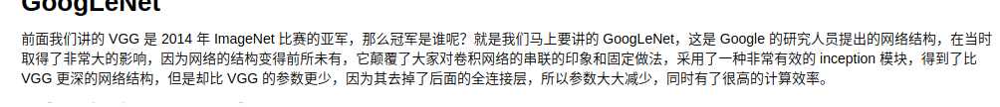 GoogLeNet
前面我们讲的 VGG 是 2014 年 ImageNet 比赛的亚军，那么冠军是谁呢？就是我们马上要讲的 GoogLeNet，这是 Google 的研究人员提出的网络结构，在当时
取得了非常大的影响，因为网络的结构变得前所未有，它颠覆了大家对卷积网络的串联的印象和固定做法，采用了一种非常有效的 inception 模块，得到了比
VGG 更深的网络结构，但是却比 VGG 的参数更少，因为其去掉了后面的全连接层，所以参数大大减少，同时有了很高的计算效率。